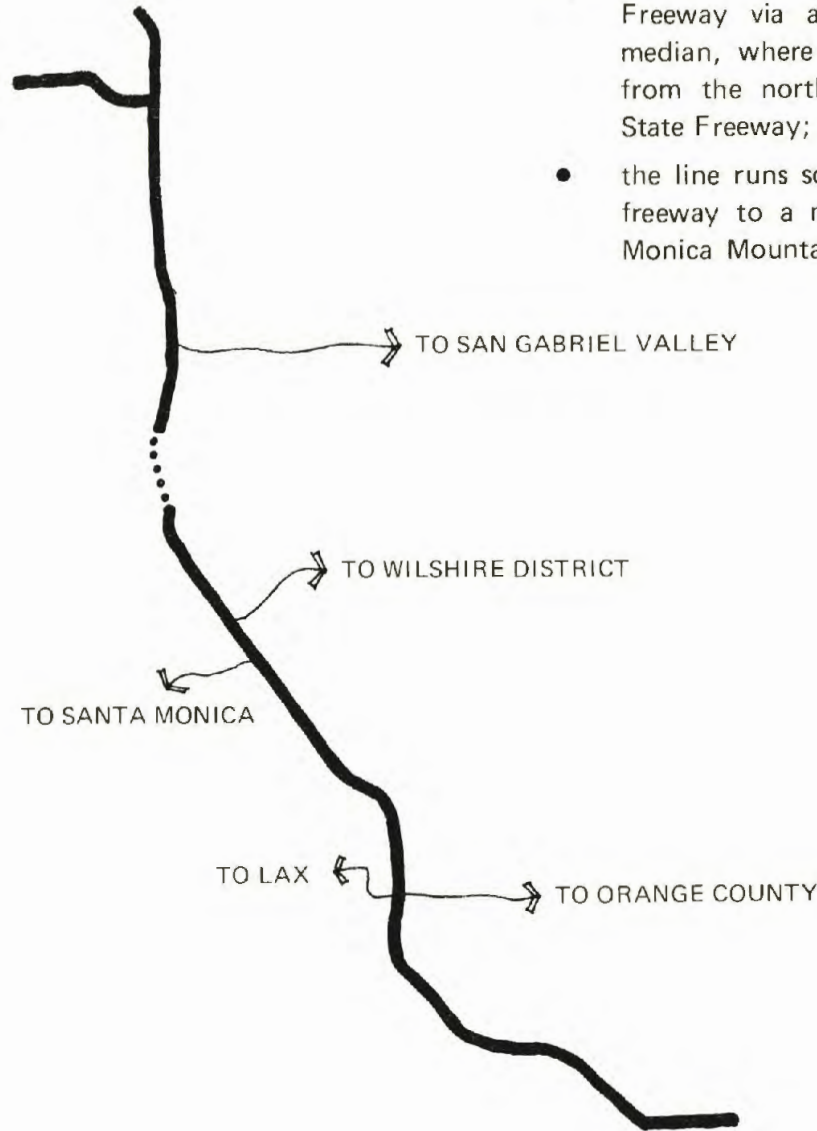 Freeway via a
median, where
from the north
State Freeway;
• the line runs so
freeway to a r
Monica Mounta
TO SAN GABRIEL VALLEY
TO WILSHIRE DISTRICT
TO SANTA MONICA
TO LAX
TO ORANGE COUNTY